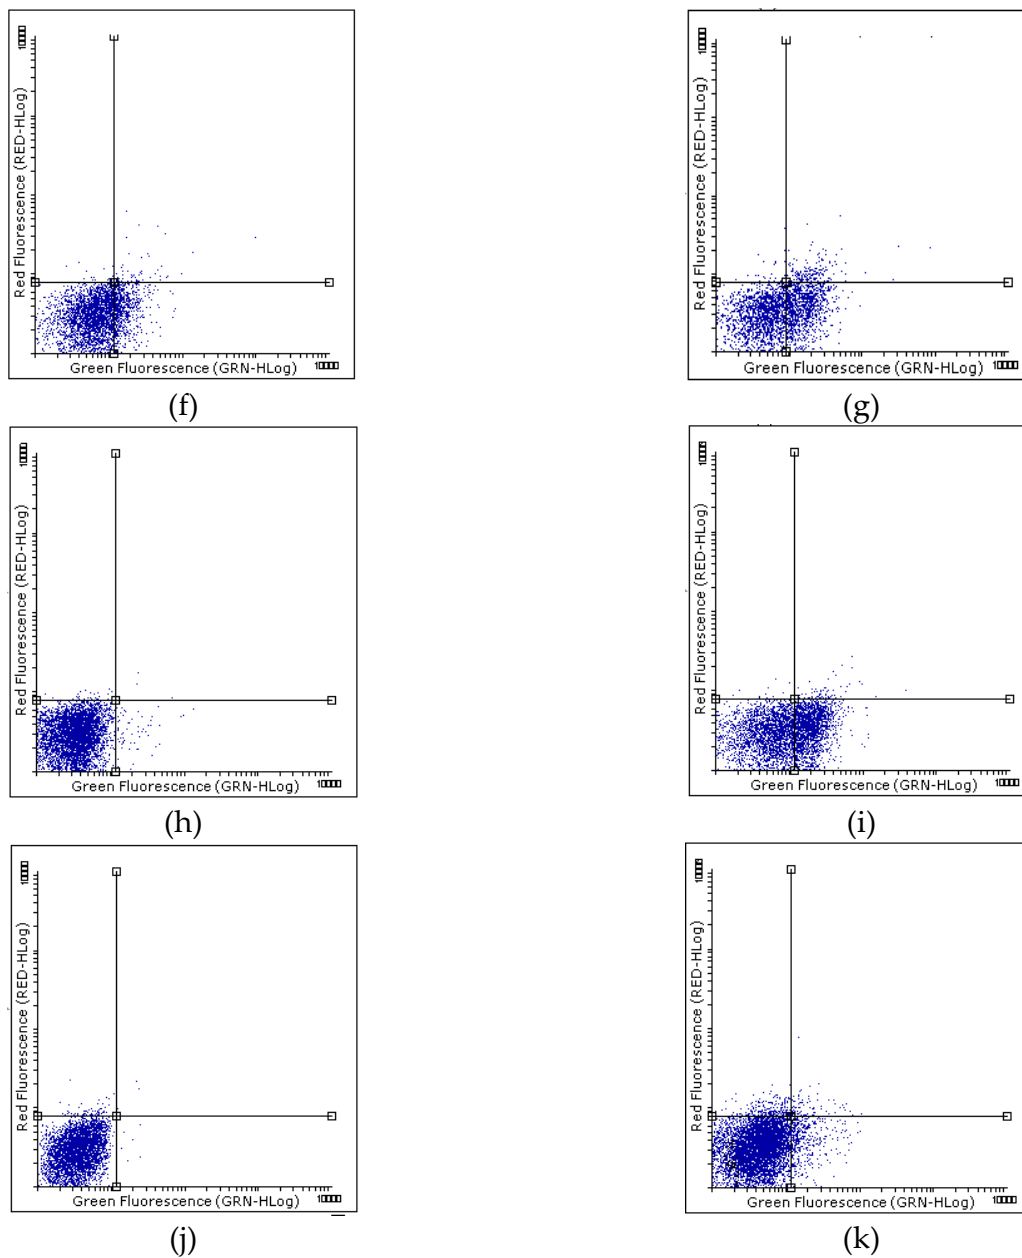 Red Fluorescence (RED-HLog)
Green Fluorescence (GRN-HLog)
(f)
Red Fluorescence (RED-HLog)
Green Fluorescence (GRN-HLog)
(g)
Red Fluorescence (RED-HLog)
Green Fluorescence (GRN-HLog)
(h)
Red Fluorescence (RED-HLog)
Green Fluorescence (GRN-HLog)
(i)
Red Fluorescence (RED-HLog)
Green Fluorescence (GRN-HLog)
(j)
Red Fluorescence (RED-HLog)
Green Fluorescence (GRN-HLog)
(k)